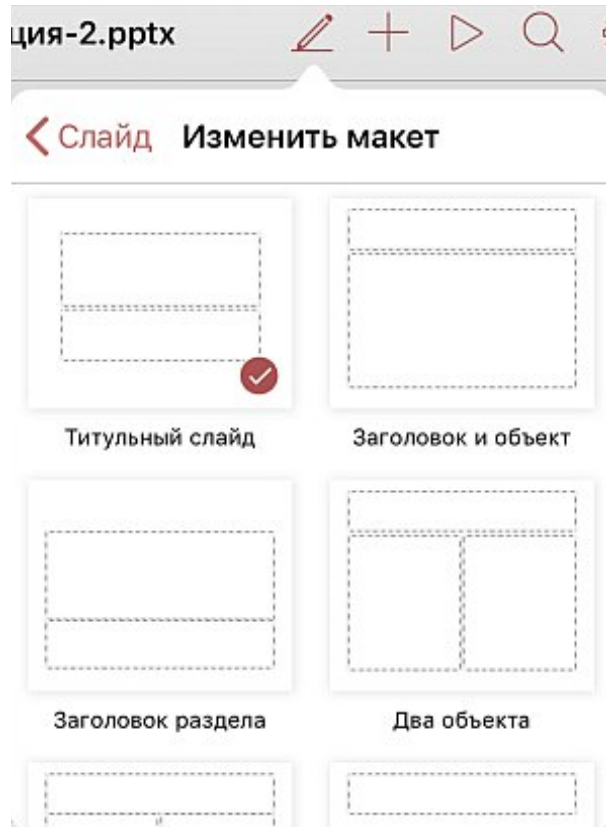 ция-2.pptx
Слайд Изменить макет
Титульный слайд
Заголовок и объект
Заголовок раздела
Два объекта